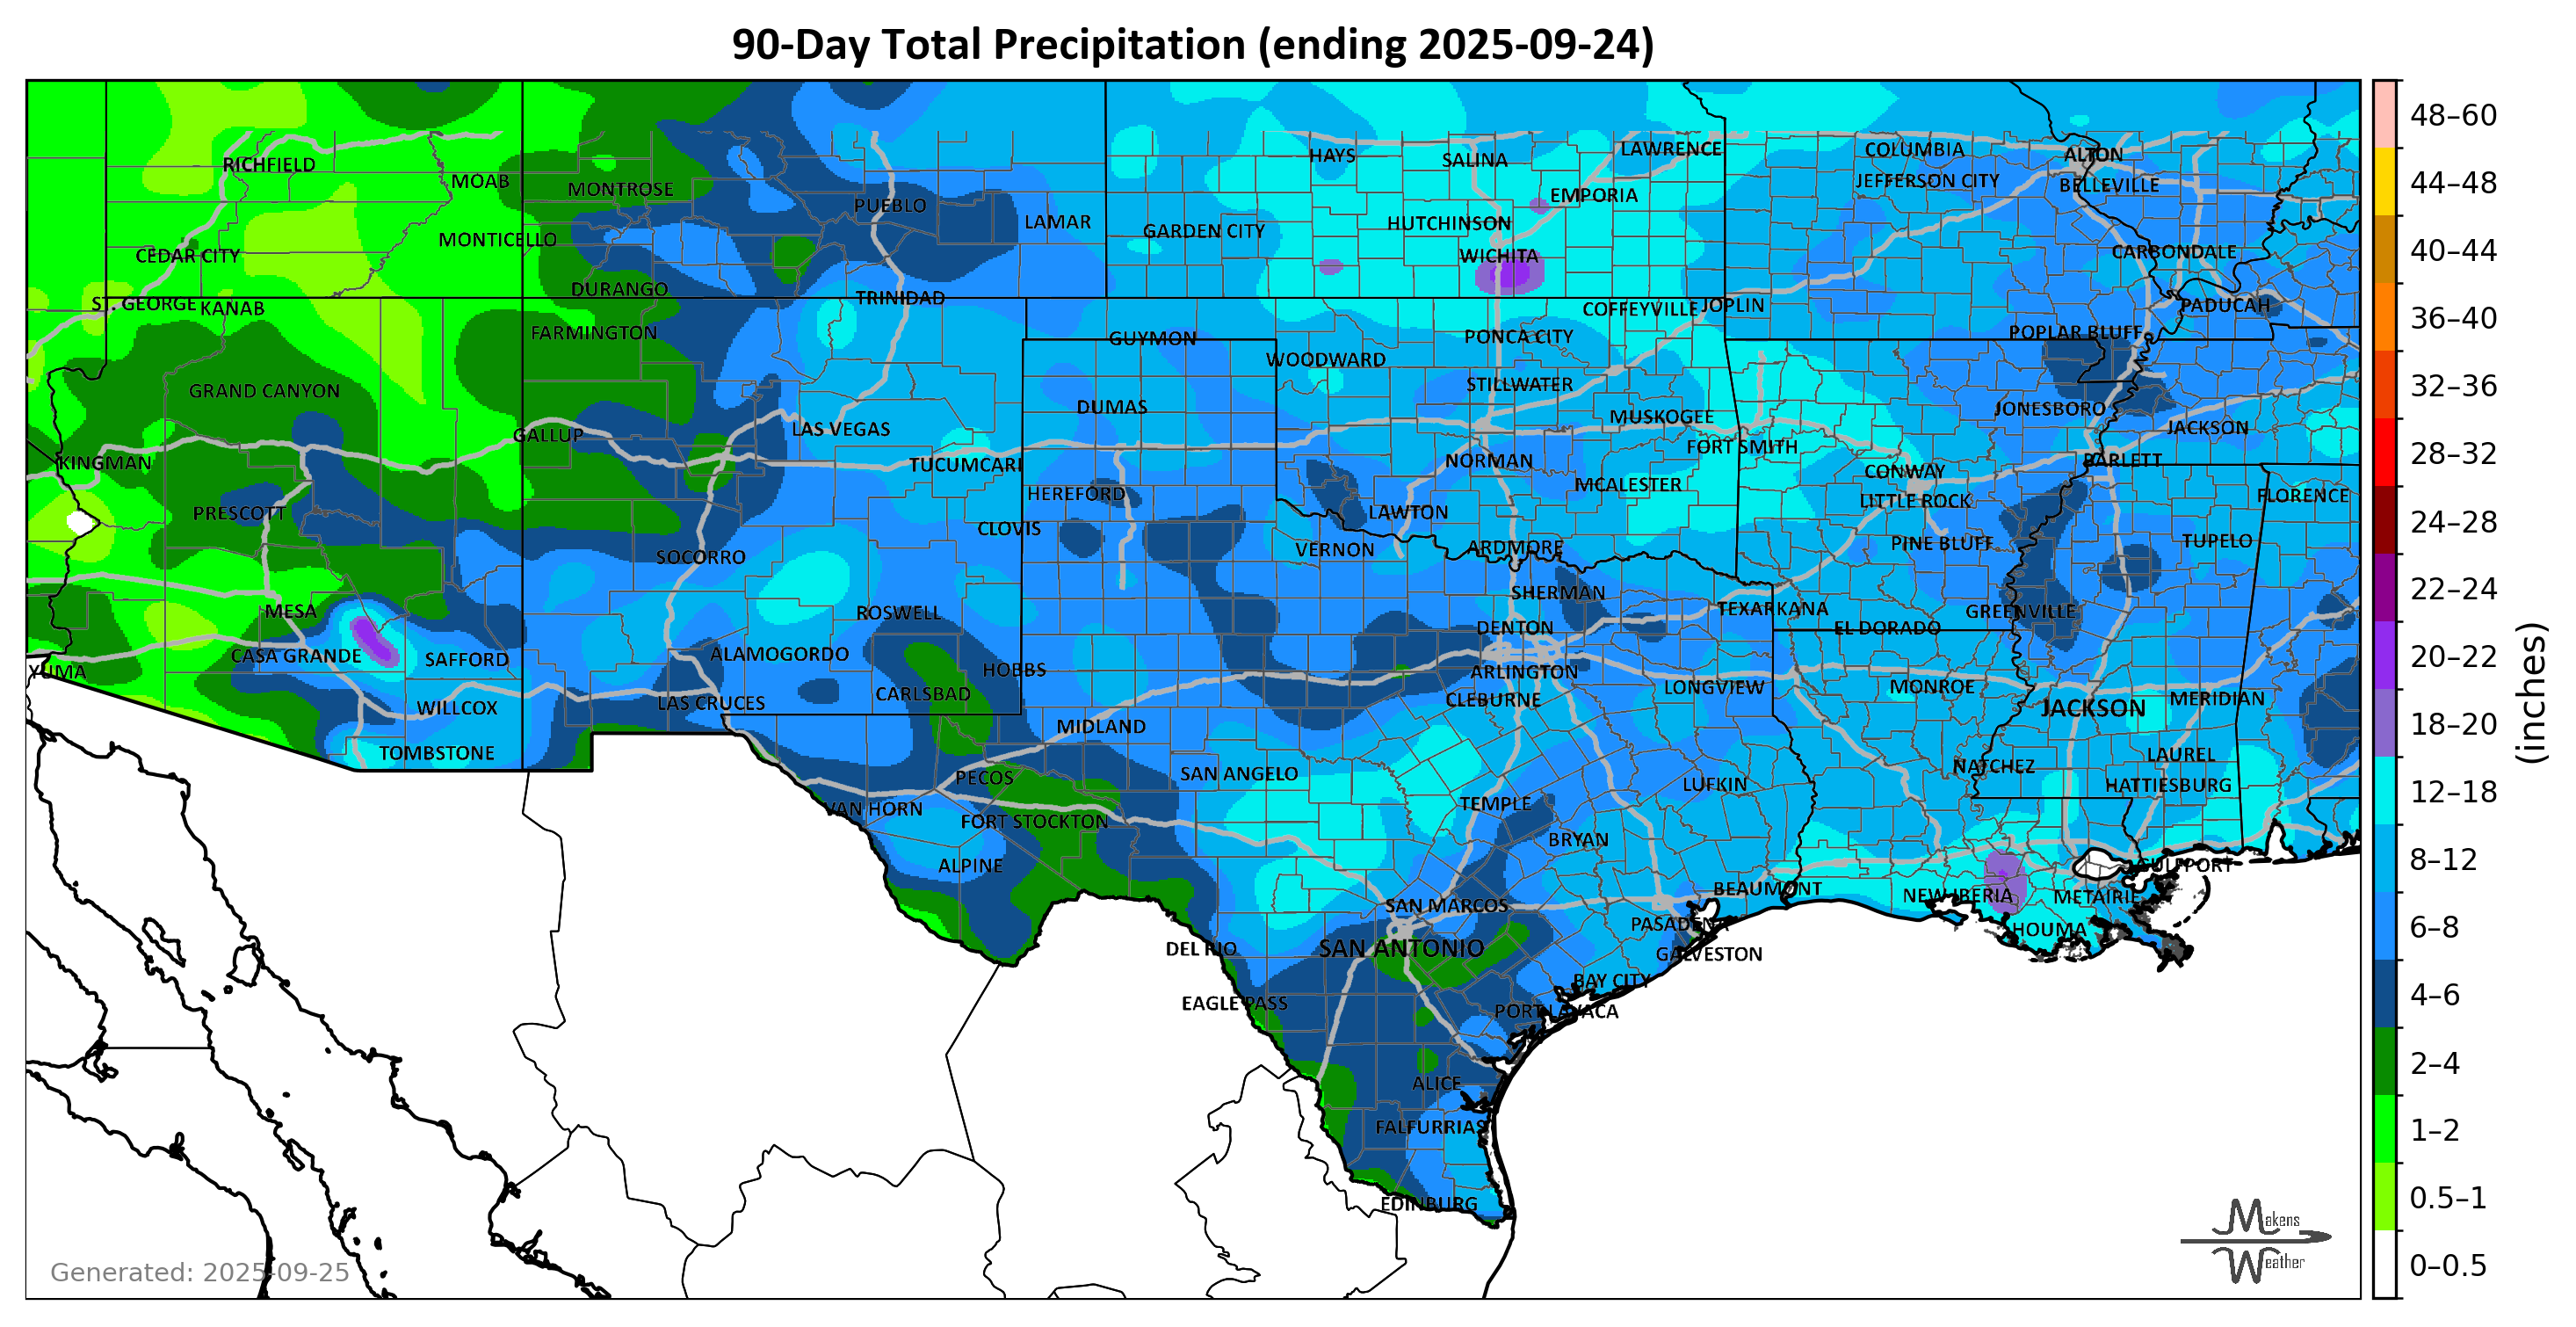 90-Day Total Precipitation (ending 2025-09-24)
RICHFIELD
MOAB
MONTROSE
PUEBLO
LAMAR
HAYS
SALINA
LAWRENCE
EMPORIA
COLUMBIA
JEFFERSON CITY
ALTON
BELLEVILLE
CEDAR CITY
MONTICELLO
GARDEN CITY
HUTCHINSON
WICHITA
CARBONDALE
ST. GEORGE
KANAB
DURANGO
TRINIDAD
COFFEYVILLE
JOPLIN
PADUCAH
FARMINGTON
GUYMON
PONCA CITY
POPLAR BLUFF
WOODWARD
GRAND CANYON
DUMAS
STILLWATER
MUSKOGEE
JONESBORO
JACKSON
GALLUP
LAS VEGAS
KINGMAN
TUCUMCARI
NORMAN
FORT SMITH
BARLETT
CONWAY
PRESCOTT
HEREFORD
MCALESTER
LITTLE ROCK
FLORENCE
CLOVIS
LAWTON
SOCORRO
VERNON
ARDMORE
PINE BLUFF
TUPELO
MESA
ROSWELL
SHERMAN
TEXARKANA
GREENVILLE
DENTON
EL DORADO
CASA GRANDE
SAFFORD
ALAMOGORDO
HOBBS
YUMA
ARLINGTON
WILLCOX
LAS CRUCES
CARLSBAD
CLEBURNE
LONGVIEW
MONROE
JACKSON
MERIDIAN
MIDLAND
TOMBSTONE
PECOS
SAN ANGELO
NATCHEZ
LAUREL
LUFKIN
HATTIESBURG
VAN HORN
FORT STOCKTON
TEMPLE
BRYAN
ALPINE
GULFPORT
BEAUMONT
NEW IBERIA
METAIRIE
SAN MARCOS
PASADENA
HOUMA
DEL RIO
SAN ANTONIO
GALVESTON
EAGLE PASS
BAY CITY
PORT LAVACA
ALICE
FALFURRIAS
EDINBURG
Generated: 2025-09-25
Makens
Weather
48–60
44–48
40–44
36–40
32–36
28–32
24–28
22–24
20–22
18–20
12–18
8–12
6–8
4–6
2–4
1–2
0.5–1
0–0.5
(inches)